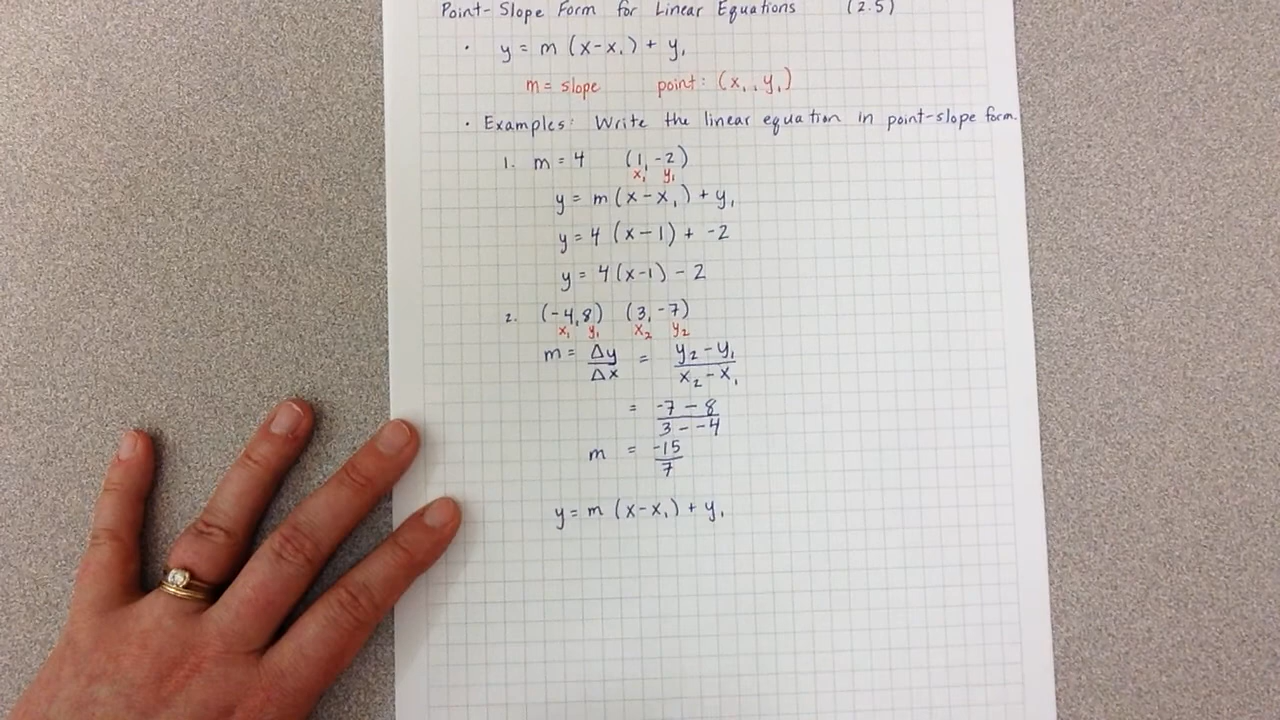 Point-Slope Form for Linear Equations (2.5)
• y = m (x-x₁) + y₁
m = slope point: (x₁, y₁)
• Examples: Write the linear equation in point-slope form.
1. m = 4 (1, -2)
x₁ y₁
y = m (x-x₁) + y₁
y = 4 (x-1) + -2
y = 4(x-1) - 2
2. (-4,8) (3,-7)
x₁ y₁ x₂ y₂
m = Δy/Δx = y₂-y₁/x₂-x₁
= -7-8/3--4
m = -15/7
y = m (x-x₁) + y₁